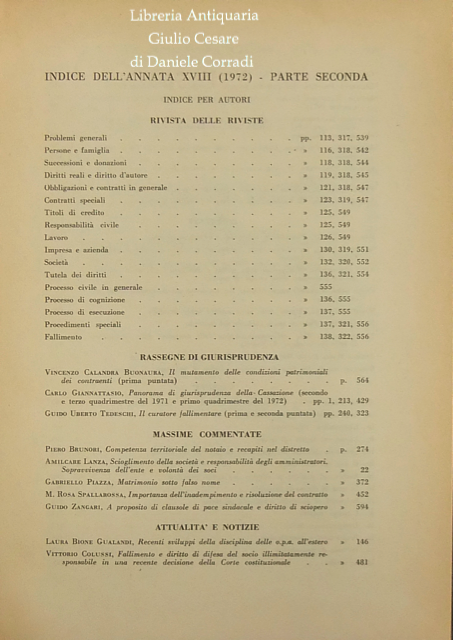 Libreria Antiquaria
Giulio Cesare
di Daniele Corradi
INDICE DELL'ANNATA XVIII (1972) - PARTE SECONDA
INDICE PER AUTORI
RIVISTA DELLE RIVISTE
Problemi generali . . . . . . . . . . pp. 113, 317, 539
Persone e famiglia . . . . . . . . . . » 116, 318, 542
Successioni e donazioni . . . . . . . . . » 118, 318, 544
Diritti reali e diritto d'autore . . . . . . . . » 119, 318, 545
Obbligazioni e contratti in generale . . . . . . . » 121, 318, 547
Contratti speciali . . . . . . . . . . » 123, 319, 547
Titoli di credito . . . . . . . . . . » 125, 549
Responsabilità civile . . . . . . . . . » 125, 549
Lavoro . . . . . . . . . . . . » 126, 549
Impresa e azienda . . . . . . . . . . » 130, 319, 551
Società . . . . . . . . . . . » 132, 320, 552
Tutela dei diritti . . . . . . . . . . » 136, 321, 554
Processo civile in generale . . . . . . . . » 555
Processo di cognizione . . . . . . . . . » 136, 555
Processo di esecuzione . . . . . . . . . » 137, 555
Procedimenti speciali . . . . . . . . . » 137, 321, 556
Fallimento . . . . . . . . . . . » 138, 322, 556
RASSEGNE DI GIURISPRUDENZA
Vincenzo Calandra Buonaura, Il mutamento delle condizioni patrimoniali
dei contraenti (prima puntata) . . . . . . . p. 564
Carlo Giannattasio, Panorama di giurisprudenza della Cassazione (secondo
e terzo quadrimestre del 1971 e primo quadrimestre del 1972) . pp. 1, 213, 429
Guido Uberto Tedeschi, Il curatore fallimentare (prima e seconda puntata) pp. 240, 323
MASSIME COMMENTATE
Piero Brunori, Competenza territoriale del notaio e recapiti nel distretto . p. 274
Amilcare Lanza, Scioglimento della società e responsabilità degli amministratori.
Sopravvivenza dell'ente e volontà dei soci . . . . . » 22
Gabriello Piazza, Matrimonio sotto falso nome . . . . . » 372
M. Rosa Spallarossa, Importanza dell'inadempimento e risoluzione del contratto » 452
Guido Zangari, A proposito di clausole di pace sindacale e diritto di sciopero » 594
ATTUALITA' E NOTIZIE
Laura Bione Gualandi, Recenti sviluppi della disciplina delle o.p.a. all'estero » 146
Vittorio Colussi, Fallimento e diritto di difesa del socio illimitatamente re-
sponsabile in una recente decisione della Corte costituzionale . . » 481